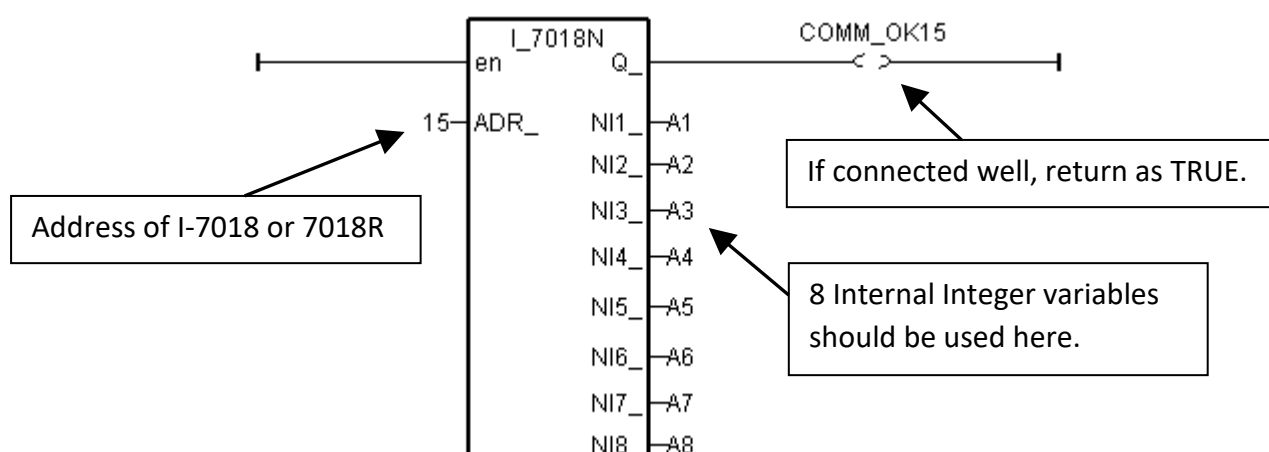 I_7018N
COMM_OK15
en Q_
15 ADR_ NI1_ A1
NI2_ A2
NI3_ A3
NI4_ A4
NI5_ A5
NI6_ A6
NI7_ A7
NI8 A8
If connected well, return as TRUE.
Address of I-7018 or 7018R
8 Internal Integer variables
should be used here.